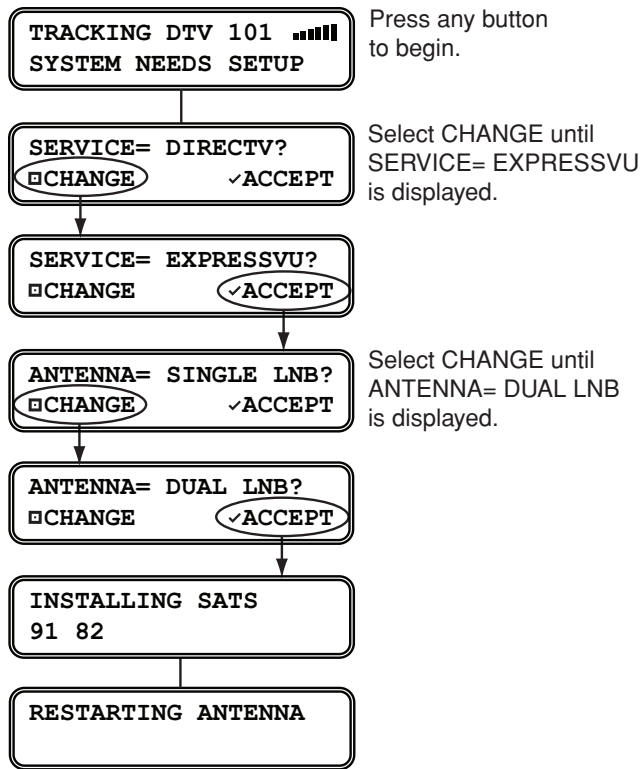 TRACKING DTV 101
SYSTEM NEEDS SETUP
Press any button
to begin.
SERVICE= DIRECTV?
⊡CHANGE ✓ACCEPT
Select CHANGE until
SERVICE= EXPRESSVU
is displayed.
SERVICE= EXPRESSVU?
⊡CHANGE ✓ACCEPT
ANTENNA= SINGLE LNB?
⊡CHANGE ✓ACCEPT
Select CHANGE until
ANTENNA= DUAL LNB
is displayed.
ANTENNA= DUAL LNB?
⊡CHANGE ✓ACCEPT
INSTALLING SATS
91 82
RESTARTING ANTENNA